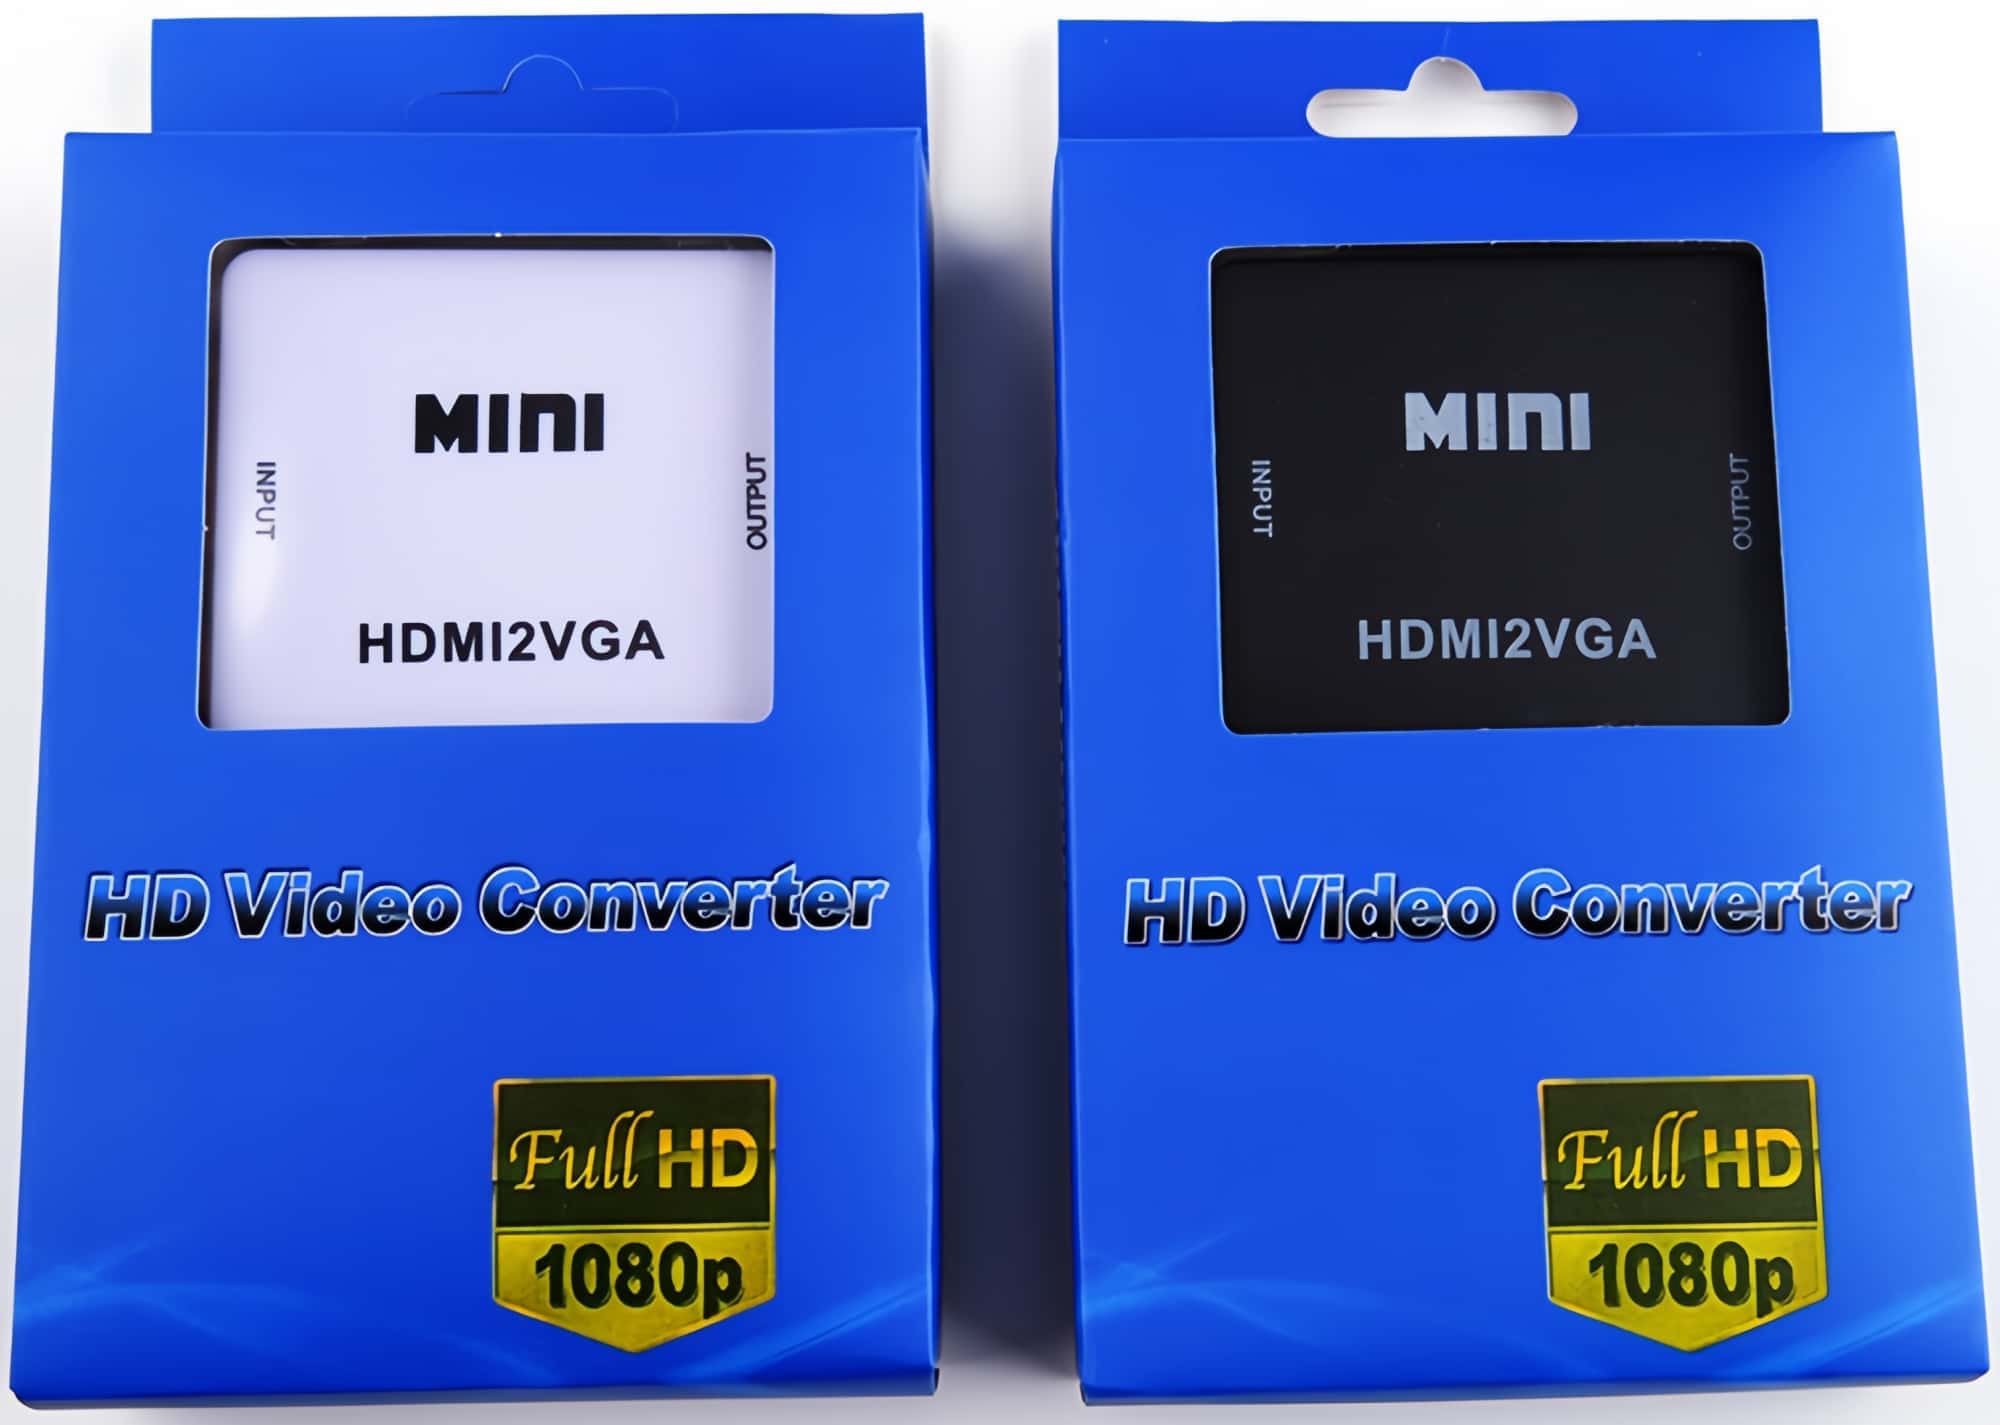 MINI
INPUT
OUTPUT
HDMI2VGA
HD Video Converter
Full HD
1080p
MINI
INPUT
OUTPUT
HDMI2VGA
HD Video Converter
Full HD
1080p